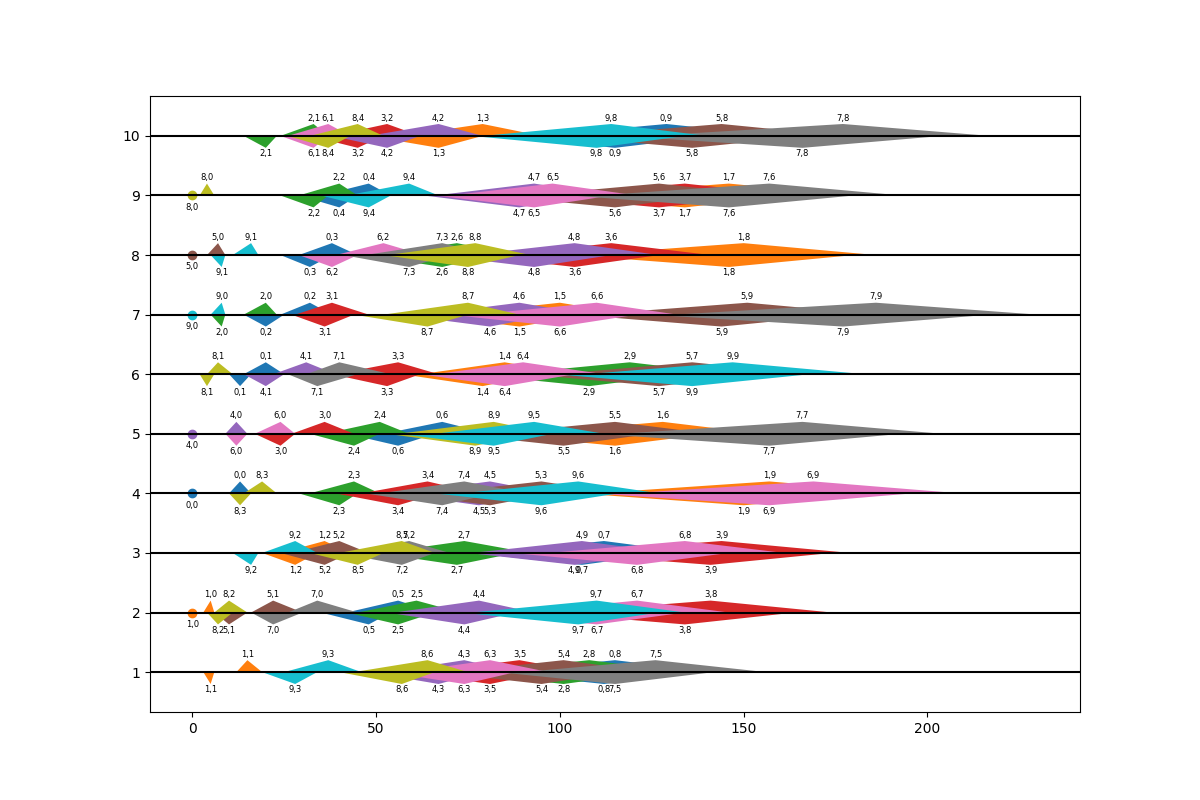 2,1 6,1 8,4 3,2 4,2 1,3 9,8 0,9 5,8 7,8
10
2,1 6,1 8,4 3,2 4,2 1,3 9,8 0,9 5,8 7,8
8,0 2,2 0,4 9,4 4,7 6,5 5,6 3,7 1,7 7,6
9
8,0 2,2 0,4 9,4 4,7 6,5 5,6 3,7 1,7 7,6
5,0 9,1 0,3 6,2 7,3 2,6 8,8 4,8 3,6 1,8
8
5,0 9,1 0,3 6,2 7,3 2,6 8,8 4,8 3,6 1,8
9,0 2,0 0,2 3,1 8,7 4,6 1,5 6,6 5,9 7,9
7
9,0 2,0 0,2 3,1 8,7 4,6 1,5 6,6 5,9 7,9
8,1 0,1 4,1 7,1 3,3 1,4 6,4 2,9 5,7 9,9
6
8,1 0,1 4,1 7,1 3,3 1,4 6,4 2,9 5,7 9,9
4,0 6,0 3,0 2,4 0,6 8,9 9,5 5,5 1,6 7,7
5
4,0 6,0 3,0 2,4 0,6 8,9 9,5 5,5 1,6 7,7
0,0 8,3 2,3 3,4 7,4 4,5 5,3 9,6 1,9 6,9
4
0,0 8,3 2,3 3,4 7,4 4,5 5,3 9,6 1,9 6,9
9,2 1,2 5,2 8,5 7,2 2,7 4,9 0,7 6,8 3,9
3
9,2 1,2 5,2 8,5 7,2 2,7 4,9 0,7 6,8 3,9
1,0 8,2 5,1 7,0 0,5 2,5 4,4 9,7 6,7 3,8
2
1,0 8,2 5,1 7,0 0,5 2,5 4,4 9,7 6,7 3,8
1,1 9,3 8,6 4,3 6,3 3,5 5,4 2,8 0,8 7,5
1
1,1 9,3 8,6 4,3 6,3 3,5 5,4 2,8 0,8 7,5
0 50 100 150 200